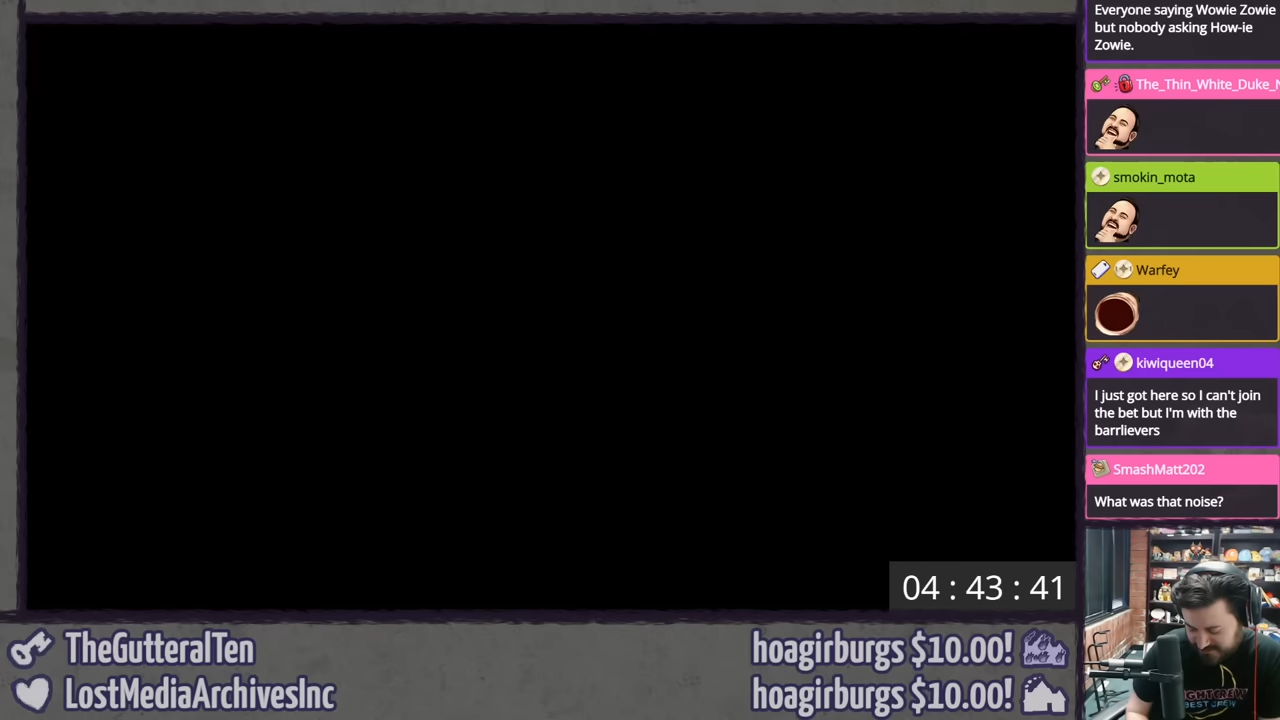 Everyone saying Wowie Zowie
but nobody asking How-ie
Zowie.
The_Thin_White_Duke_
smokin_mota
Warfey
kiwiqueen04
I just got here so I can't join
the bet but I'm with the
barrlievers
SmashMatt202
What was that noise?
04 : 43 : 41
TheGutteralTen
hoagirburgs $10.00!
LostMediaArchivesInc
hoagirburgs $10.00!